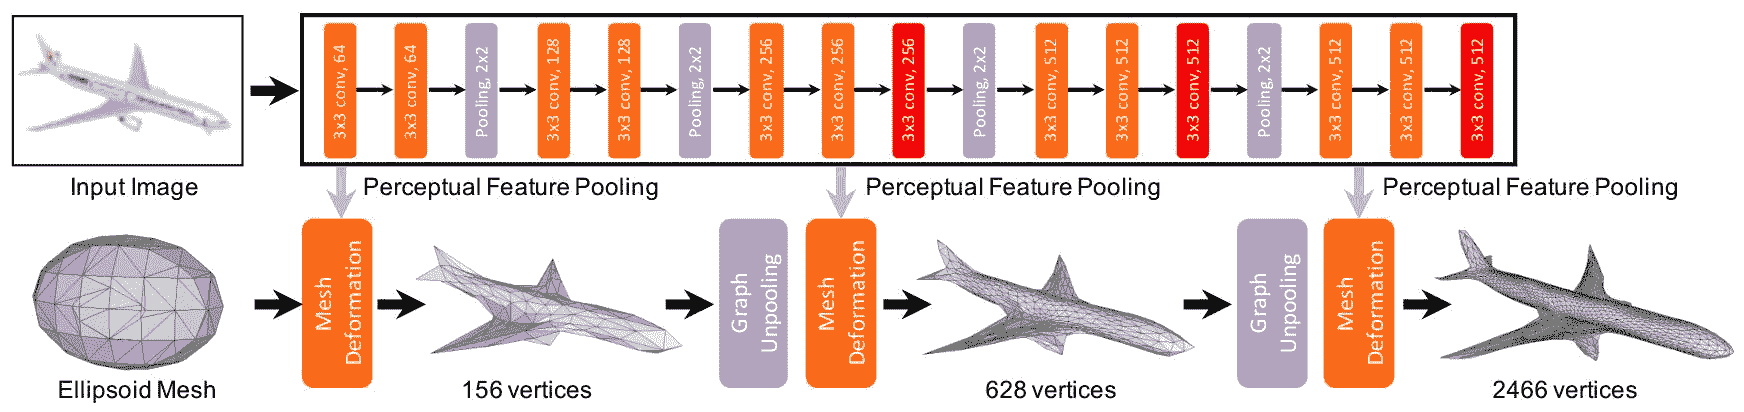 3x3 conv, 64
3x3 conv, 64
Pooling, 2x2
3x3 conv, 128
3x3 conv, 128
Pooling, 2x2
3x3 conv, 256
3x3 conv, 256
3x3 conv, 256
Pooling, 2x2
3x3 conv, 512
3x3 conv, 512
3x3 conv, 512
Pooling, 2x2
3x3 conv, 512
3x3 conv, 512
3x3 conv, 512
Input Image
Perceptual Feature Pooling
Perceptual Feature Pooling
Perceptual Feature Pooling
Mesh
Deformation
Graph
Unpooling
Mesh
Deformation
Graph
Unpooling
Mesh
Deformation
Ellipsoid Mesh
156 vertices
628 vertices
2466 vertices